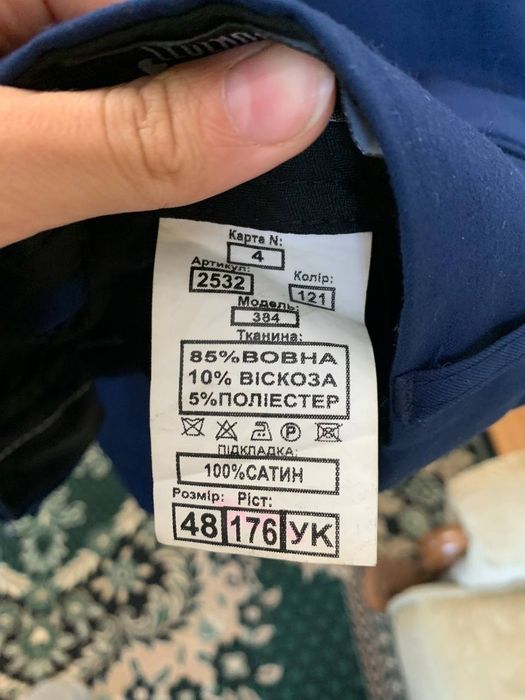 Карта N:
4
Артикул:
2532
Колір:
121
Модель:
384
Тканина:
85%ВОВНА
10% ВІСКОЗА
5%ПОЛІЕСТЕР
P
ПІДКЛАДКА:
100%САТИН
Розмір: Ріст:
48 176 УК